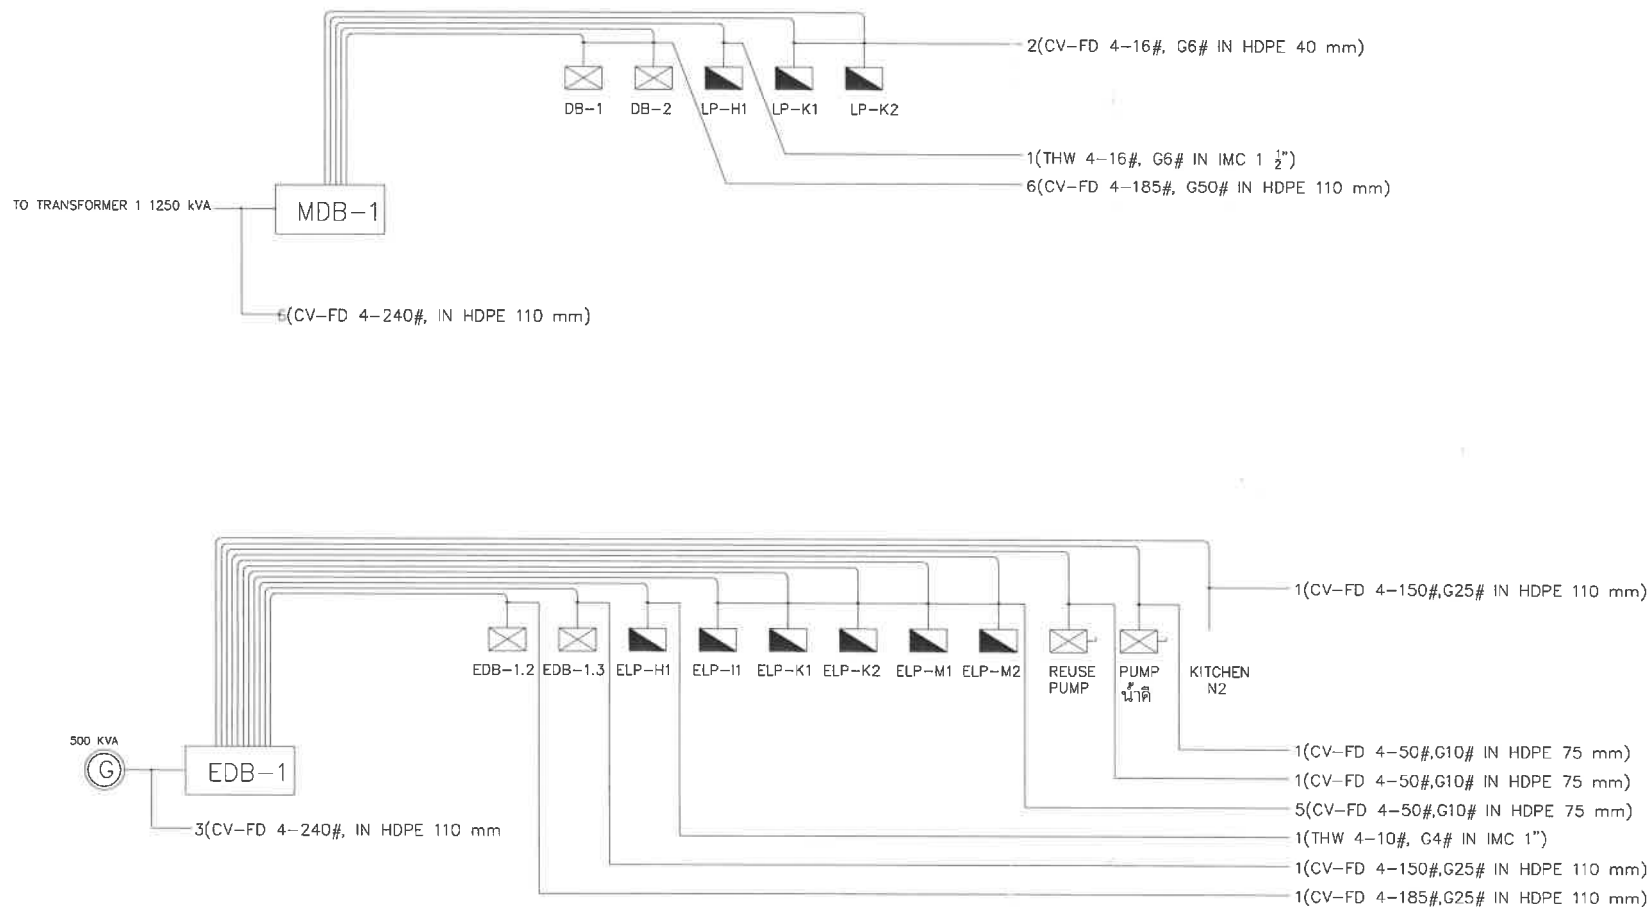 2(CV-FD 4-16#, G6# IN HDPE 40 mm)
DB-1
DB-2
LP-H1
LP-K1
LP-K2
1(THW 4-16#, G6# IN IMC 1 1/2")
6(CV-FD 4-185#, G50# IN HDPE 110 mm)
TO TRANSFORMER 1 1250 kVA
MDB-1
(CV-FD 4-240#, IN HDPE 110 mm)
1(CV-FD 4-150#,G25# IN HDPE 110 mm)
EDB-1.2
EDB-1.3
ELP-H1
ELP-I1
ELP-K1
ELP-K2
ELP-M1
ELP-M2
REUSE
PUMP
PUMP
น้ำดี
KITCHEN
N2
500 KVA
G
EDB-1
3(CV-FD 4-240#, IN HDPE 110 mm
1(CV-FD 4-50#,G10# IN HDPE 75 mm)
1(CV-FD 4-50#,G10# IN HDPE 75 mm)
5(CV-FD 4-50#,G10# IN HDPE 75 mm)
1(THW 4-10#, G4# IN IMC 1")
1(CV-FD 4-150#,G25# IN HDPE 110 mm)
1(CV-FD 4-185#,G25# IN HDPE 110 mm)